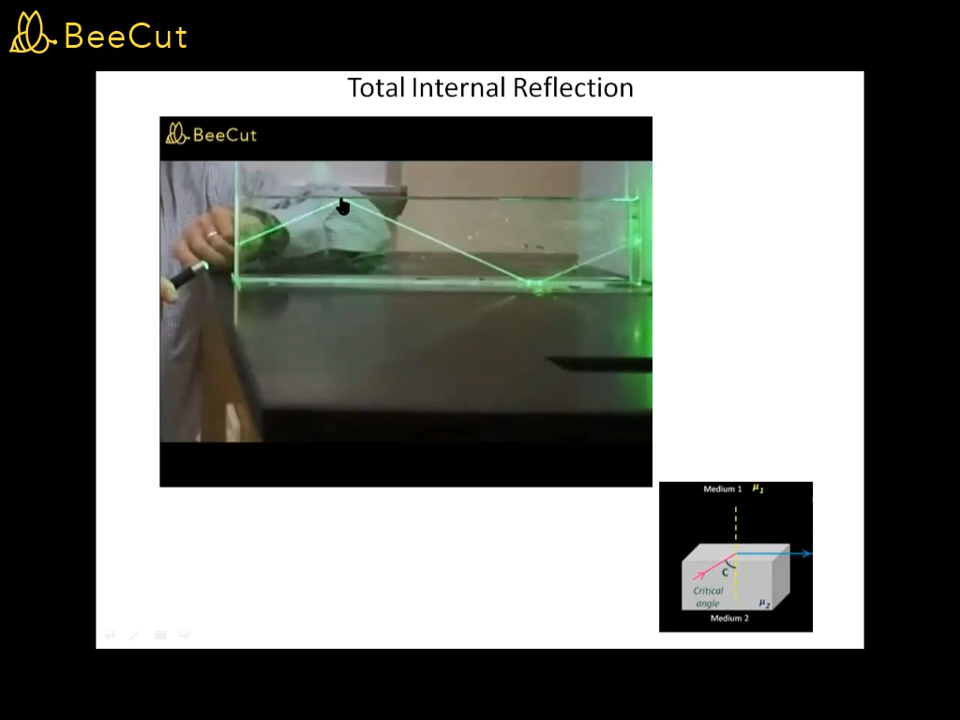 BeeCut
Total Internal Reflection
BeeCut
Medium 1 μ1
C
Critical
angle
μ2
Medium 2